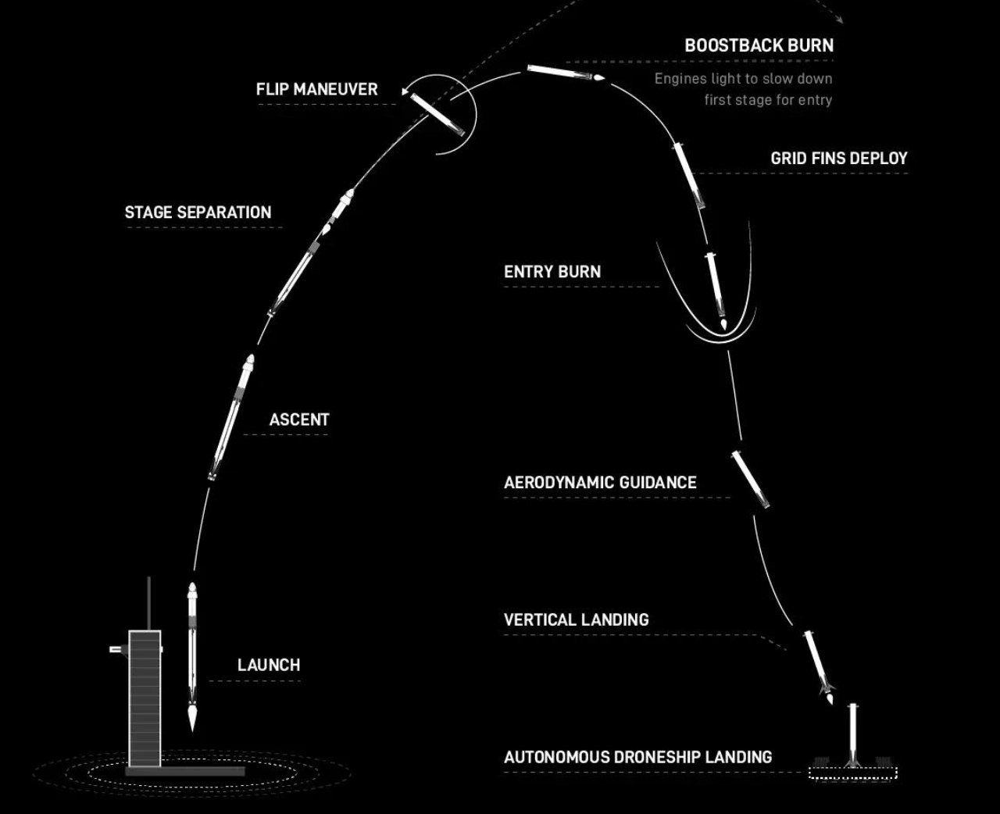 BOOSTBACK BURN
Engines light to slow down
first stage for entry
FLIP MANEUVER
GRID FINS DEPLOY
STAGE SEPARATION
ENTRY BURN
ASCENT
AERODYNAMIC GUIDANCE
VERTICAL LANDING
LAUNCH
AUTONOMOUS DRONESHIP LANDING